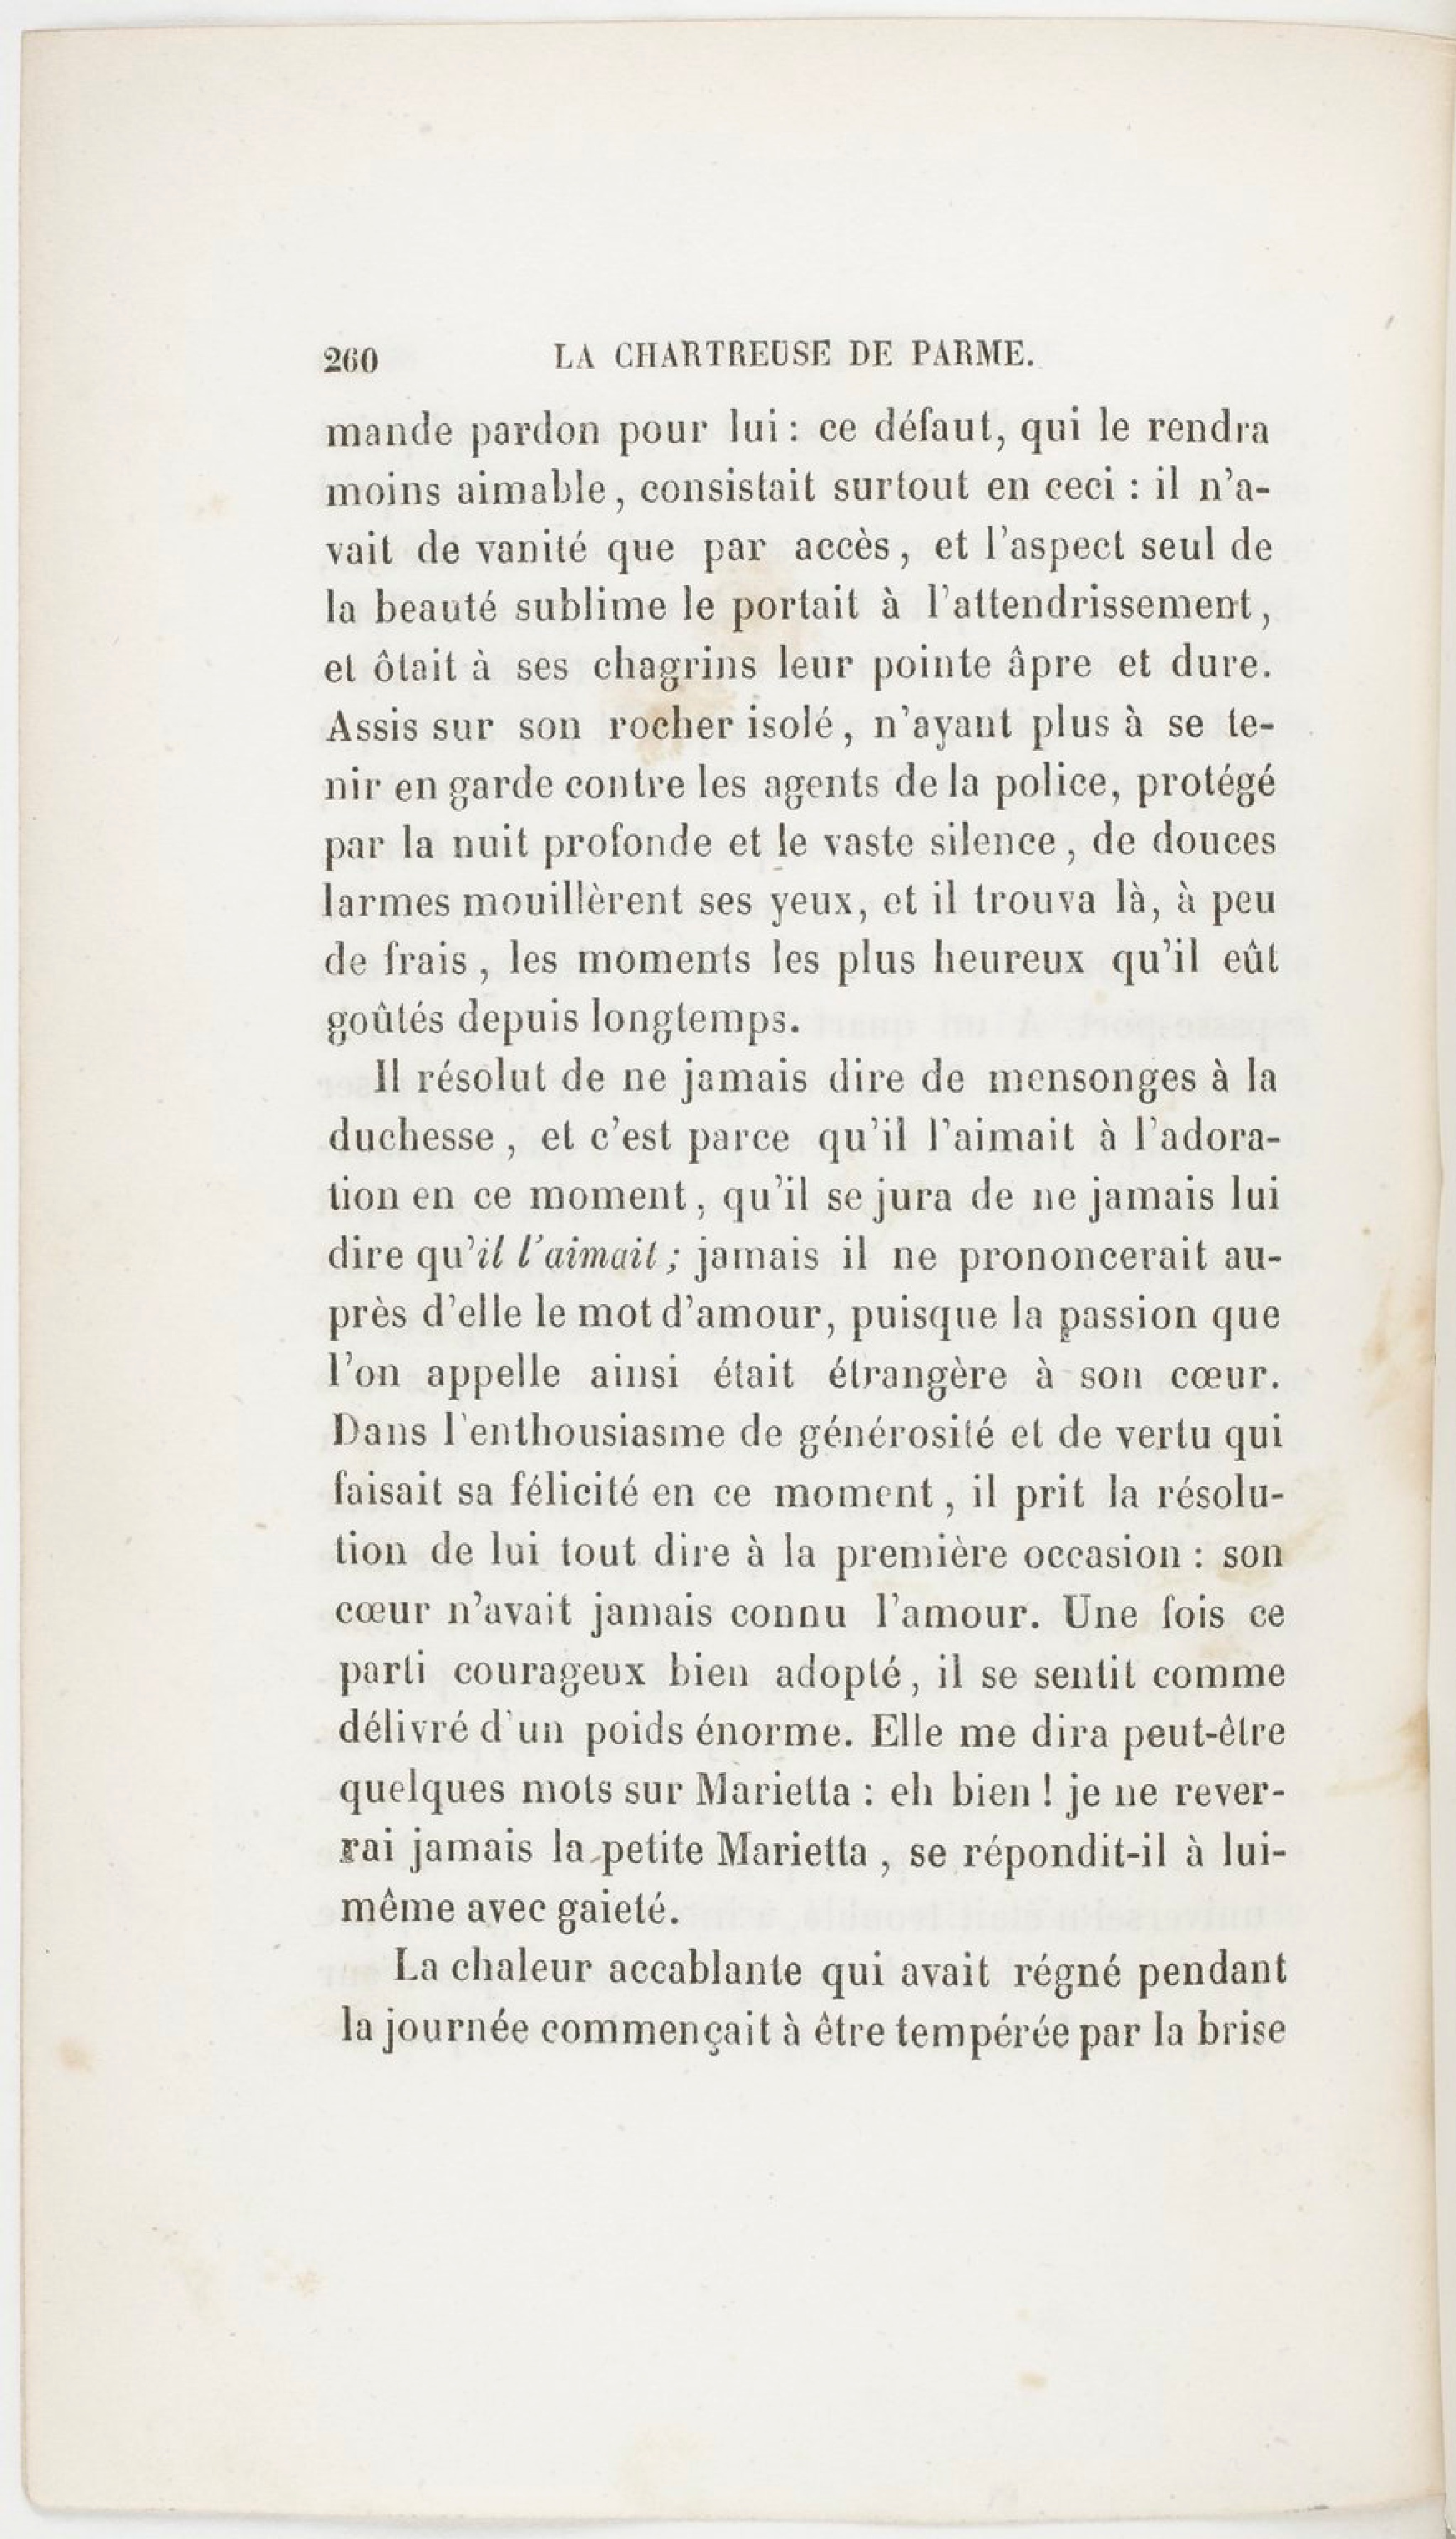 260 LA CHARTREUSE DE PARME.
mande pardon pour lui : ce défaut, qui le rendra
moins aimable, consistait surtout en ceci : il n'a-
vait de vanité que par accès, et l'aspect seul de
la beauté sublime le portait à l'attendrissement,
et ôtait à ses chagrins leur pointe âpre et dure.
Assis sur son rocher isolé, n'ayant plus à se te-
nir en garde contre les agents de la police, protégé
par la nuit profonde et le vaste silence, de douces
larmes mouillèrent ses yeux, et il trouva là, à peu
de frais, les moments les plus heureux qu'il eût
goûtés depuis longtemps.
Il résolut de ne jamais dire de mensonges à la
duchesse, et c'est parce qu'il l'aimait à l'adora-
tion en ce moment, qu'il se jura de ne jamais lui
dire qu'il l'aimait ; jamais il ne prononcerait au-
près d'elle le mot d'amour, puisque la passion que
l'on appelle ainsi était étrangère à son cœur.
Dans l'enthousiasme de générosité et de vertu qui
faisait sa félicité en ce moment, il prit la résolu-
tion de lui tout dire à la première occasion : son
cœur n'avait jamais connu l'amour. Une fois ce
parti courageux bien adopté, il se sentit comme
délivré d'un poids énorme. Elle me dira peut-être
quelques mots sur Marietta : eh bien ! je ne rever-
rai jamais la petite Marietta, se répondit-il à lui-
même avec gaieté.
La chaleur accablante qui avait régné pendant
la journée commençait à être tempérée par la brise